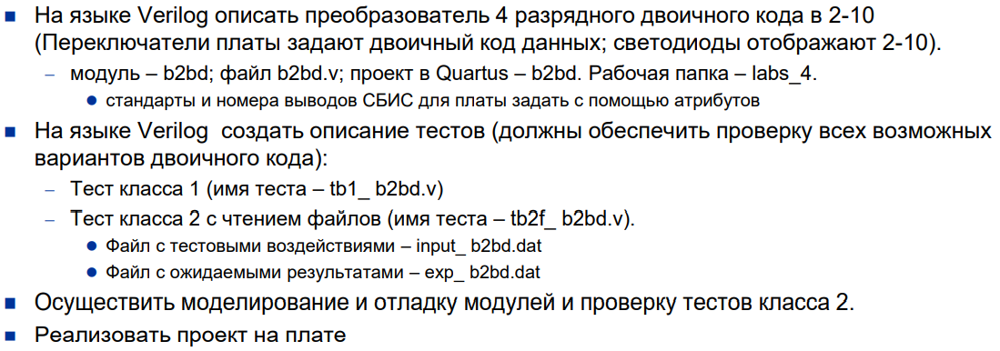 На языке Verilog описать преобразователь 4 разрядного двоичного кода в 2-10
(Переключатели платы задают двоичный код данных; светодиоды отображают 2-10).
– модуль – b2bd; файл b2bd.v; проект в Quartus – b2bd. Рабочая папка – labs_4.
стандарты и номера выводов СБИС для платы задать с помощью атрибутов
На языке Verilog создать описание тестов (должны обеспечить проверку всех возможных
вариантов двоичного кода):
– Тест класса 1 (имя теста – tb1_ b2bd.v)
– Тест класса 2 с чтением файлов (имя теста – tb2f_ b2bd.v).
Файл с тестовыми воздействиями – input_ b2bd.dat
Файл с ожидаемыми результатами – exp_ b2bd.dat
Осуществить моделирование и отладку модулей и проверку тестов класса 2.
Реализовать проект на плате